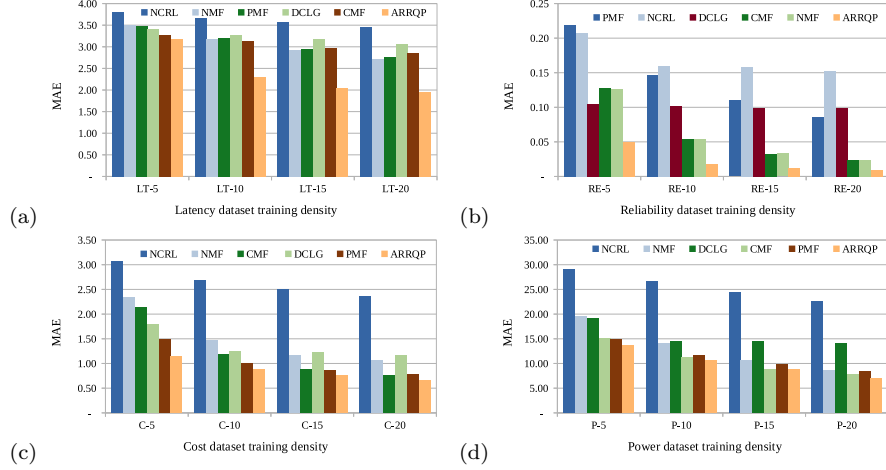 4.00
3.50
3.00
2.50
2.00
1.50
1.00
0.50
-
MAE
NCRL NMF PMF DCLG CMF ARRQP
LT-5 LT-10 LT-15 LT-20
Latency dataset training density
(a)
0.25
0.20
0.15
0.10
0.05
-
MAE
PMF NCRL DCLG CMF NMF ARRQP
RE-5 RE-10 RE-15 RE-20
Reliability dataset training density
(b)
3.50
3.00
2.50
2.00
1.50
1.00
0.50
-
MAE
NCRL NMF CMF DCLG PMF ARRQP
C-5 C-10 C-15 C-20
Cost dataset training density
(c)
35.00
30.00
25.00
20.00
15.00
10.00
5.00
-
MAE
NCRL NMF DCLG CMF PMF ARRQP
P-5 P-10 P-15 P-20
Power dataset training density
(d)